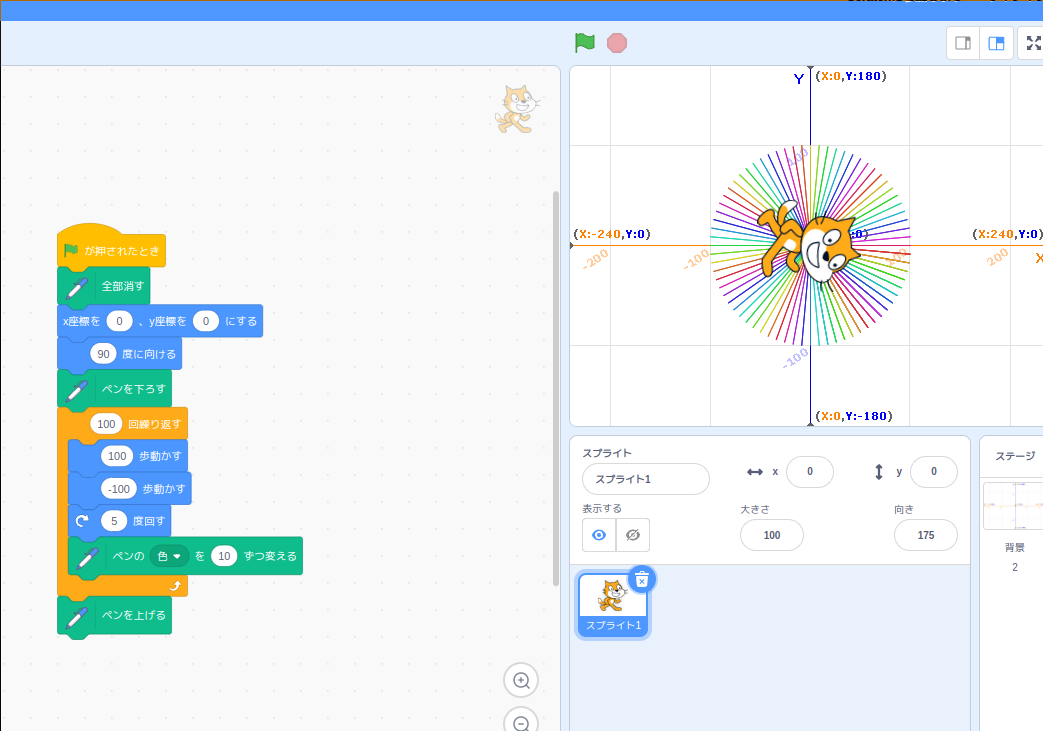 が押されたとき
全部消す
x座標を 0 、y座標を 0 にする
90 度に向ける
ペンを下ろす
100 回繰り返す
100 歩動かす
-100 歩動かす
5 度回す
ペンの 色 を 10 ずつ変える
ペンを上げる
Y (X:0,Y:180)
100
(X:-240,Y:0)
(X:240,Y:0)
-200
-100
200
X
-100
(X:0,Y:-180)
スプライト
スプライト1
x 0
y 0
表示する
大きさ
100
向き
175
スプライト1
ステージ
背景
2